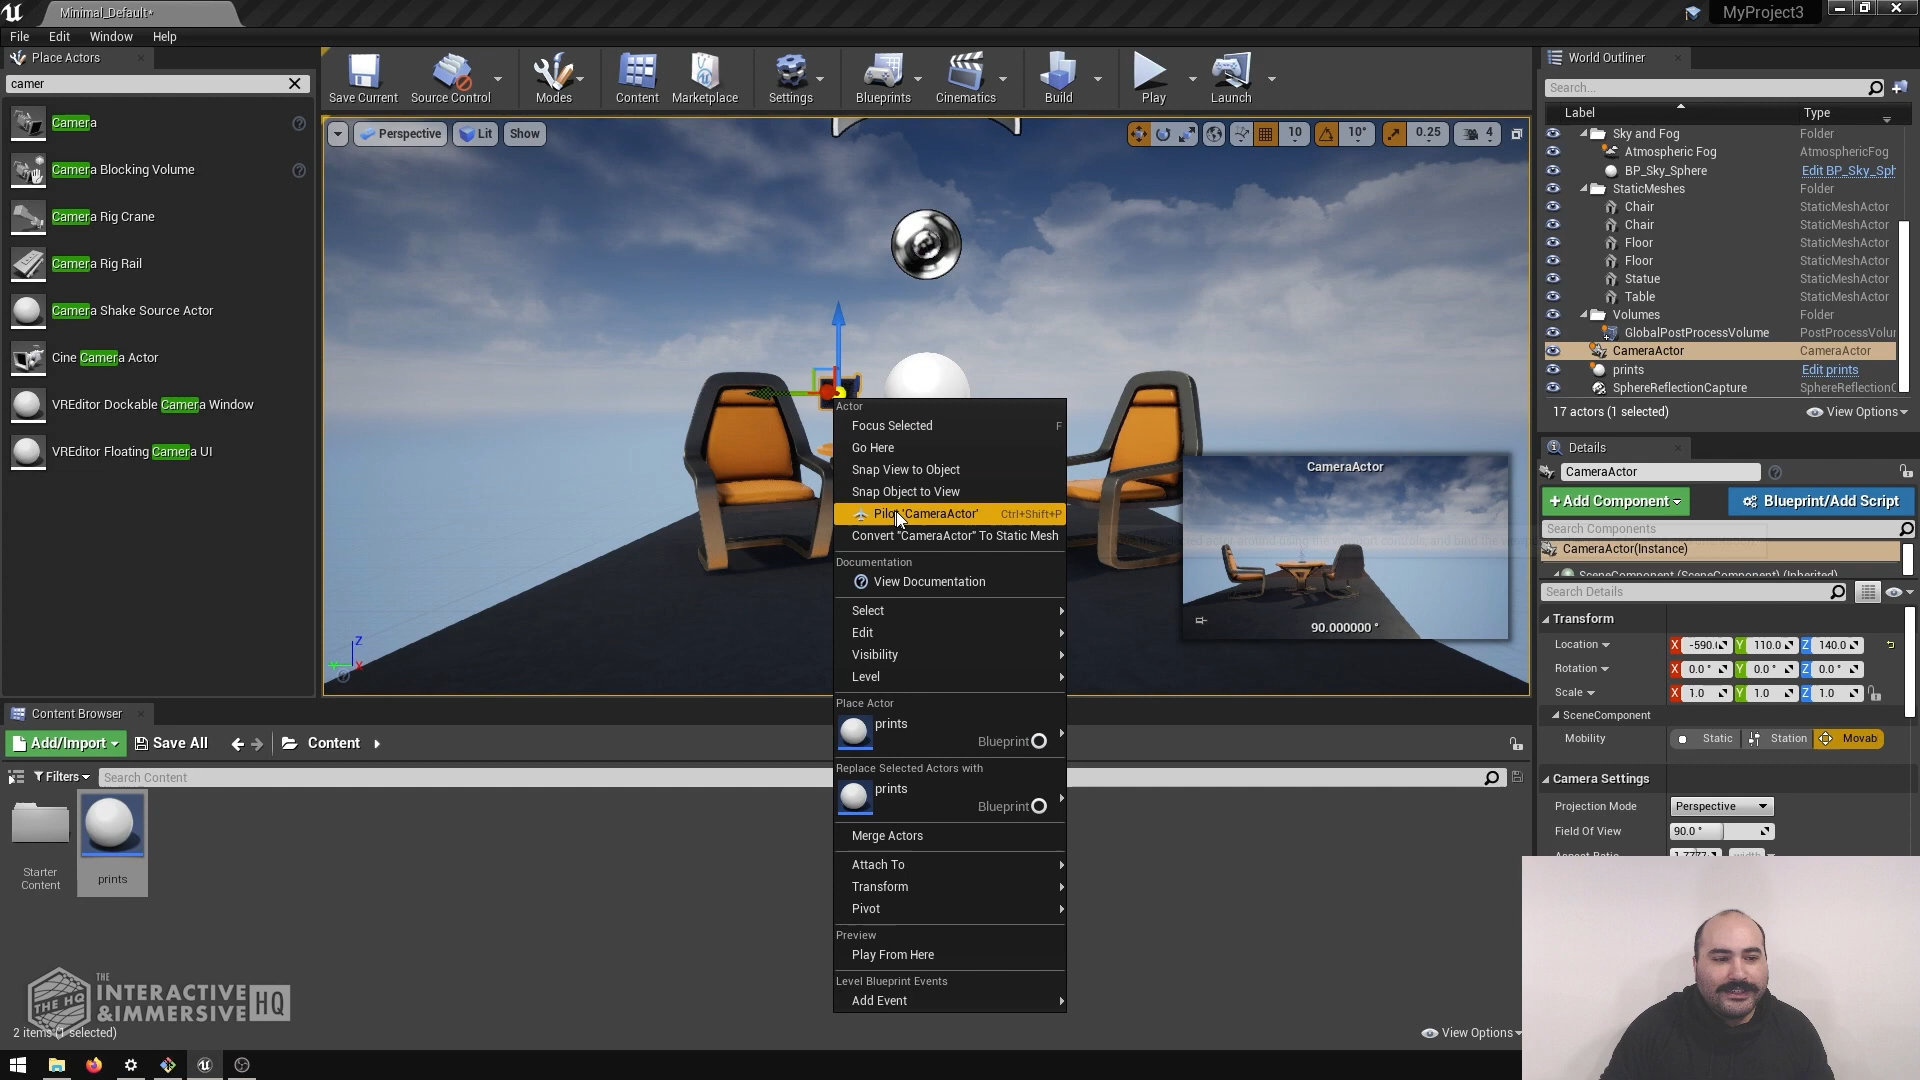 Minimal_Default*
MyProject3
File Edit Window Help
Place Actors
camer
Camera
Camera Blocking Volume
Camera Rig Crane
Camera Rig Rail
Camera Shake Source Actor
Cine Camera Actor
VREditor Dockable Camera Window
VREditor Floating Camera UI
Save Current
Source Control
Modes
Content
Marketplace
Settings
Blueprints
Cinematics
Build
Play
Launch
Perspective Lit Show
10 10° 0.25 4
Actor
Focus Selected F
Go Here
Snap View to Object
Snap Object to View
'CameraActor' Ctrl+Shift+P
Convert "CameraActor" To Static Mesh
Documentation
View Documentation
Select
Edit
Visibility
Level
Place Actor
prints
Blueprint
Replace Selected Actors with
prints
Blueprint
Merge Actors
Attach To
Transform
Pivot
Preview
Play From Here
Level Blueprint Events
Add Event
CameraActor
90.000000 °
Z
Y X
World Outliner
Search...
Label Type
Sky and Fog Folder
Atmospheric Fog AtmosphericFog
BP_Sky_Sphere Edit BP_Sky_Sph
StaticMeshes Folder
Chair StaticMeshActor
Chair StaticMeshActor
Floor StaticMeshActor
Floor StaticMeshActor
Statue StaticMeshActor
Table StaticMeshActor
Volumes Folder
GlobalPostProcessVolume PostProcessVolu
CameraActor CameraActor
prints Edit prints
SphereReflectionCapture SphereReflectionC
17 actors (1 selected) View Options
Details
CameraActor
+Add Component Blueprint/Add Script
Search Components
CameraActor(Instance)
SceneComponent (SceneComponent) (Inherited)
Search Details
Transform
Location X -590.( Y 110.0 Z 140.0
Rotation X 0.0 ° Y 0.0 ° Z 0.0 °
Scale X 1.0 Y 1.0 Z 1.0
SceneComponent
Mobility Static Station Movab
Camera Settings
Projection Mode Perspective
Field Of View 90.0 °
Content Browser
Add/Import Save All Content
Filters Search Content
Starter
Content
prints
THE
INTERACTIVE
&IMMERSIVE HQ
THE HQ
2 items (1 selected)
View Options